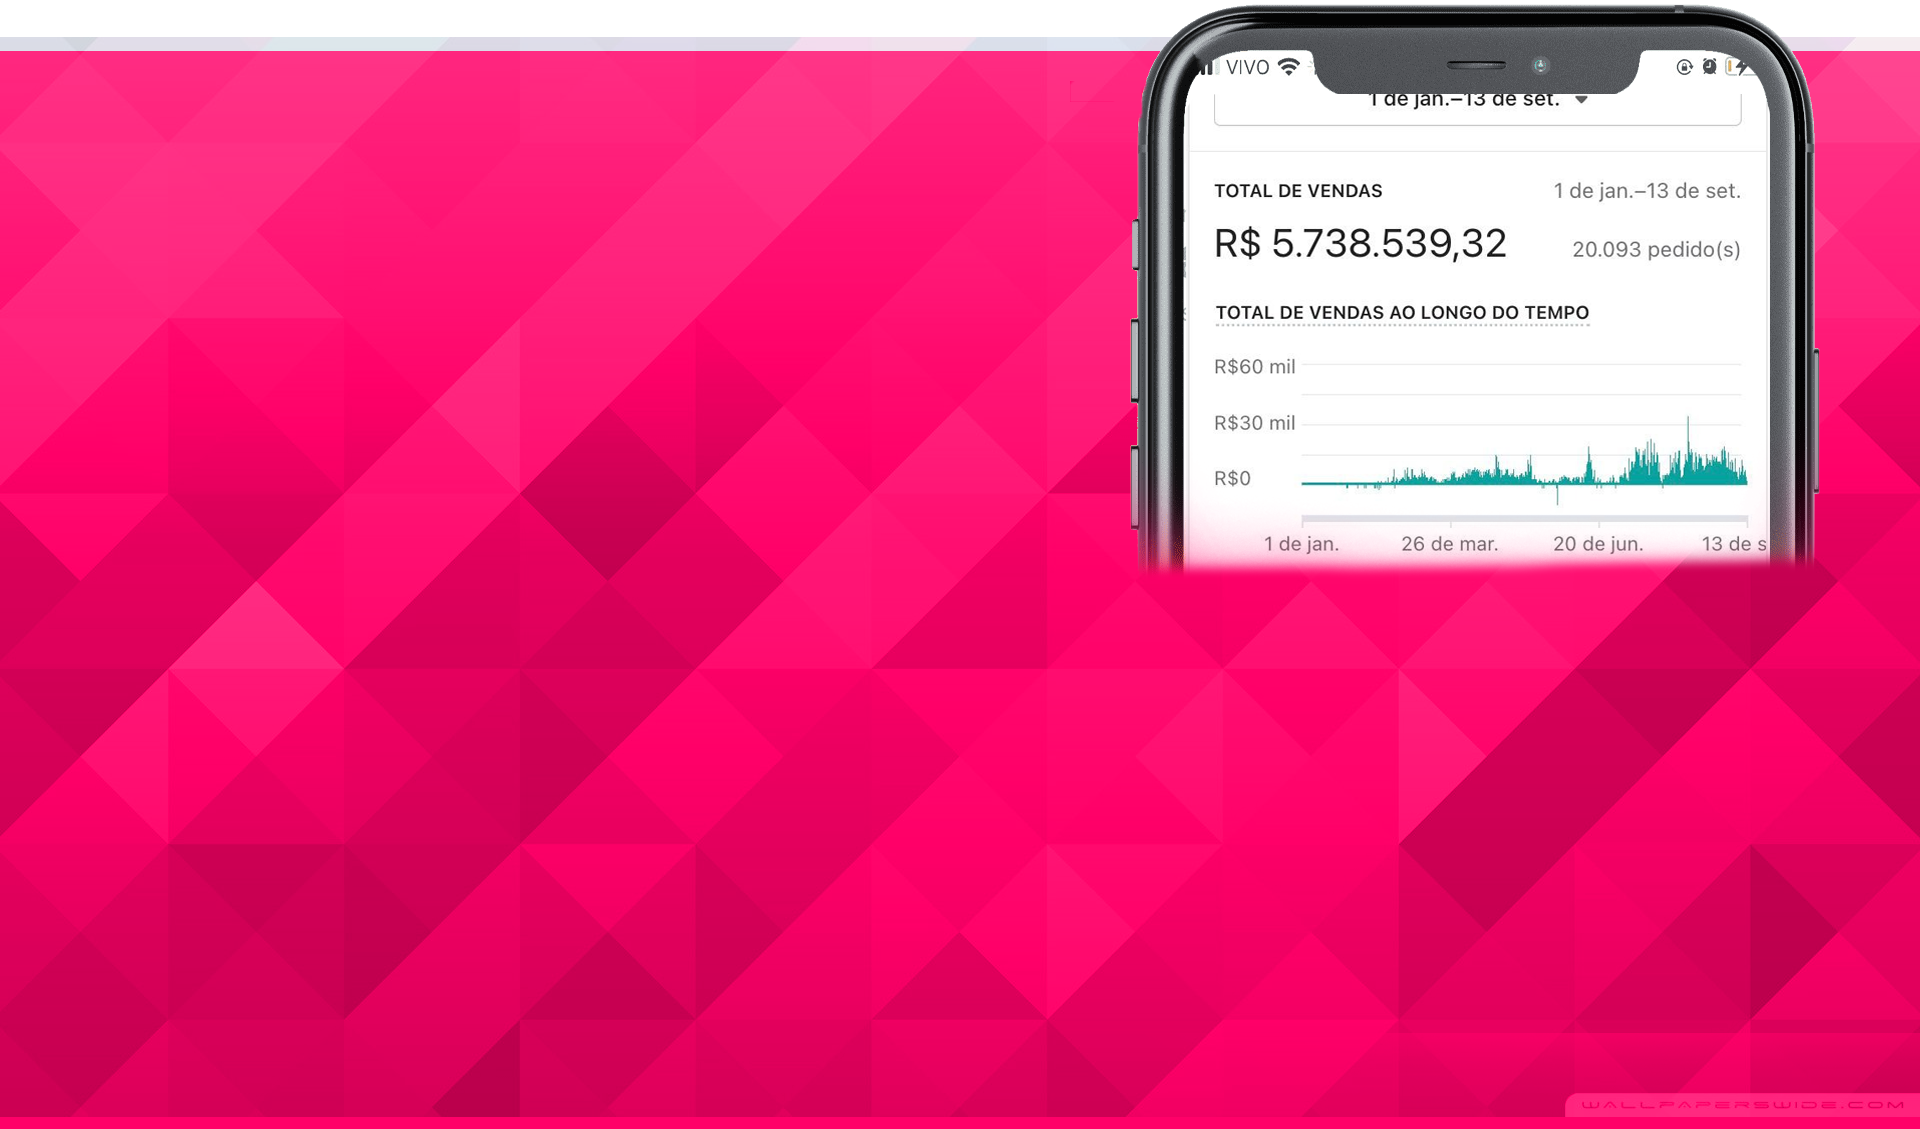 VIVO
1 de jan.–13 de set.
TOTAL DE VENDAS 1 de jan.–13 de set.
R$ 5.738.539,32 20.093 pedido(s)
TOTAL DE VENDAS AO LONGO DO TEMPO
R$60 mil
R$30 mil
R$0
1 de jan. 26 de mar. 20 de jun. 13 de s
WALLPAPERSWIDE.COM